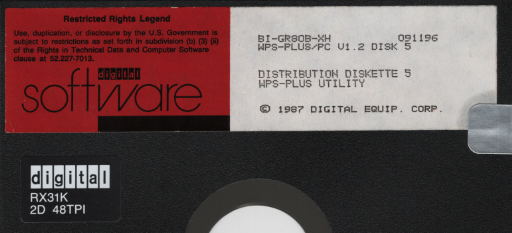 Restricted Rights Legend
Use, duplication, or disclosure by the U.S. Government is
subject to restrictions as set forth in subdivision (b) (3) (ii)
of the Rights in Technical Data and Computer Software
clause at 52.227-7013.
digital
software
BI-GR80B-XH 091196
WPS-PLUS/PC V1.2 DISK 5
DISTRIBUTION DISKETTE 5
WPS-PLUS UTILITY
© 1987 DIGITAL EQUIP. CORP.
digital
RX31K
2D 48TPI